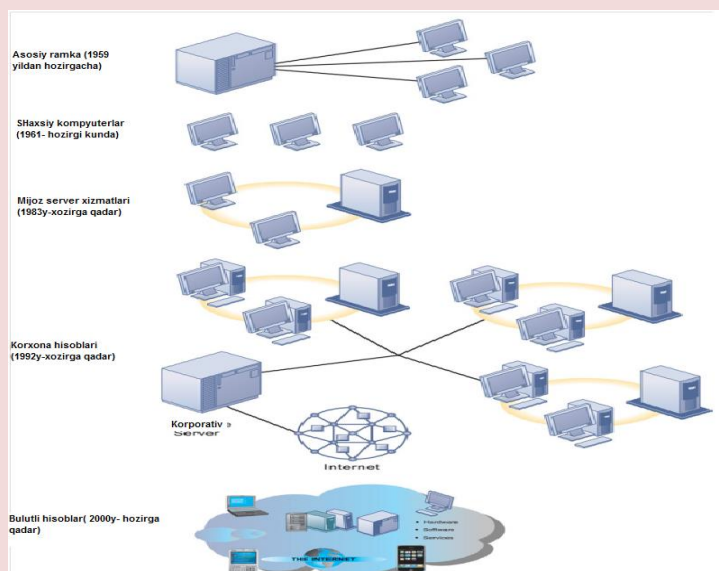 Asosiy ramka (1959
yildan hozirgacha)
SHaxsiy kompyuterlar
(1961- hozirgi kunda)
Mijoz server xizmatlari
(1983y-xozirga qadar)
Korxona hisoblari
(1992y-xozirga qadar)
Korporativ e
Server
Internet
Bulutli hisoblar( 2000y- hozirga
qadar)
• Hardware
• Software
• Services
THE INTERNET